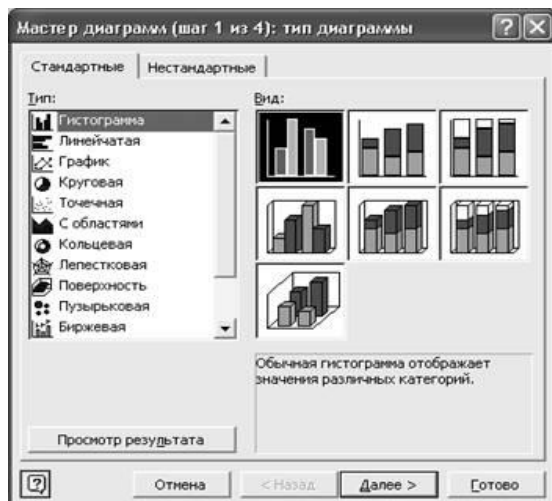 Мастер диаграмм (шаг 1 из 4): тип диаграммы
Стандартные Нестандартные
Тип:
Гистограмма
Линейчатая
График
Круговая
Точечная
С областями
Кольцевая
Лепестковая
Поверхность
Пузырьковая
Биржевая
Вид:
Обычная гистограмма отображает
значения различных категорий.
Просмотр результата
Отмена < Назад Далее > Готово